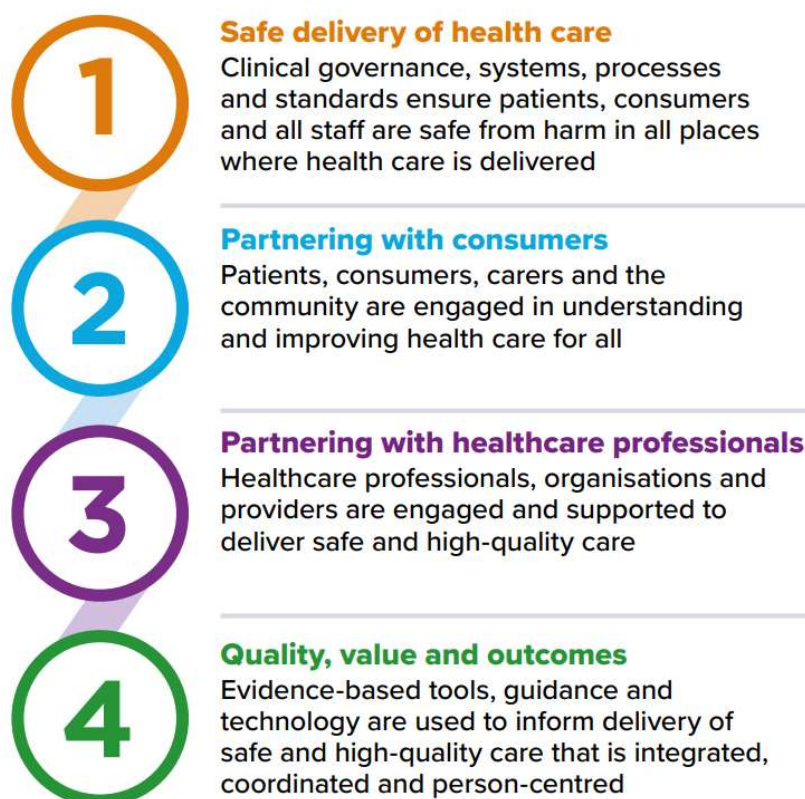 1
Safe delivery of health care
Clinical governance, systems, processes
and standards ensure patients, consumers
and all staff are safe from harm in all places
where health care is delivered
2
Partnering with consumers
Patients, consumers, carers and the
community are engaged in understanding
and improving health care for all
3
Partnering with healthcare professionals
Healthcare professionals, organisations and
providers are engaged and supported to
deliver safe and high-quality care
4
Quality, value and outcomes
Evidence-based tools, guidance and
technology are used to inform delivery of
safe and high-quality care that is integrated,
coordinated and person-centred